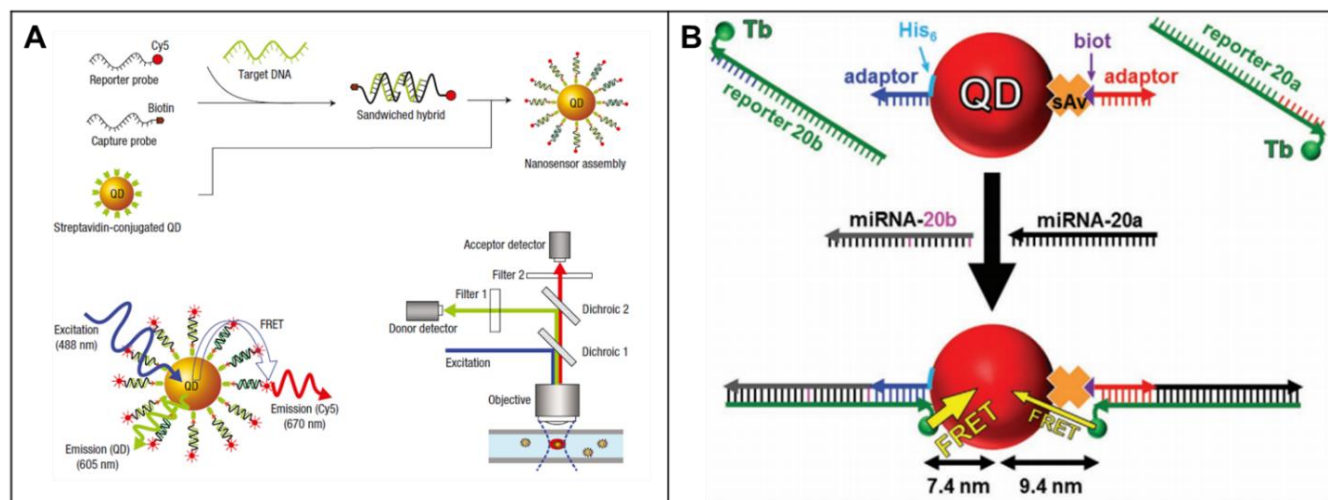 A
Cy5
Reporter probe
Target DNA
Biotin
Capture probe
Sandwiched hybrid
QD
Nanosensor assembly
QD
Streptavidin-conjugated QD
Acceptor detector
Filter 2
Filter 1
Dichroic 2
Donor detector
Dichroic 1
Excitation
Objective
Excitation
(488 nm)
FRET
QD
Emission (Cy5)
(670 nm)
Emission (QD)
(605 nm)
B
Tb
His6
biot
reporter 20a
adaptor
QD
sAv
adaptor
reporter 20b
Tb
miRNA-20b
miRNA-20a
FRET
FRET
7.4 nm
9.4 nm